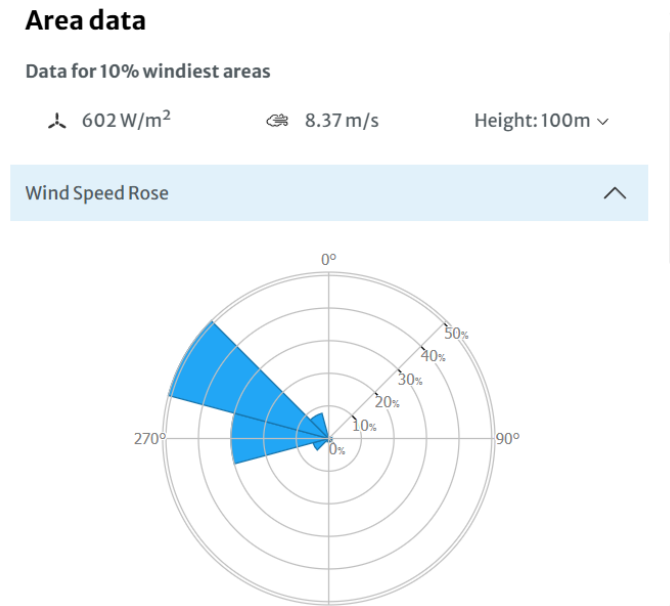 Area data
Data for 10% windiest areas
602 W/m²
8.37 m/s
Height: 100m
Wind Speed Rose
0°
50%
40%
30%
20%
10%
270°
90°
0%